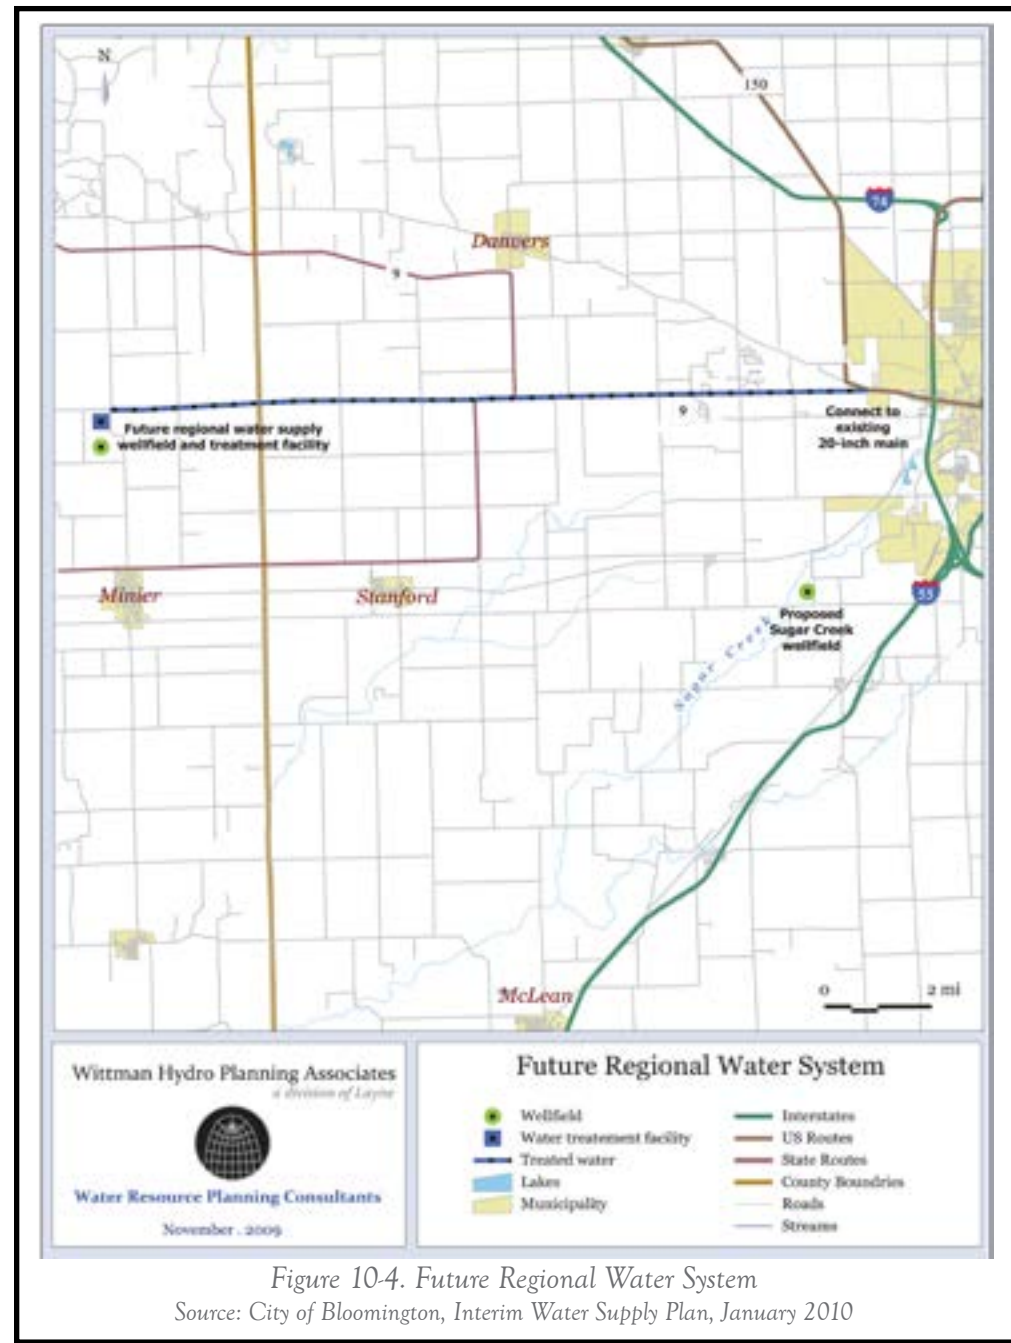 N
150
74
Danvers
9
Future regional water supply
wellfield and treatment facility
9
Connect to
existing
20-inch main
Minier
Stanford
55
Proposed
Sugar Creek
wellfield
Sugar Creek
McLean
0 2 mi
Wittman Hydro Planning Associates
a division of Layne
Water Resource Planning Consultants
November . 2009
Future Regional Water System
Wellfield
Water treatement facility
Treated water
Lakes
Municipality
Interstates
US Routes
State Routes
County Boundries
Roads
Streams
Figure 10-4. Future Regional Water System
Source: City of Bloomington, Interim Water Supply Plan, January 2010